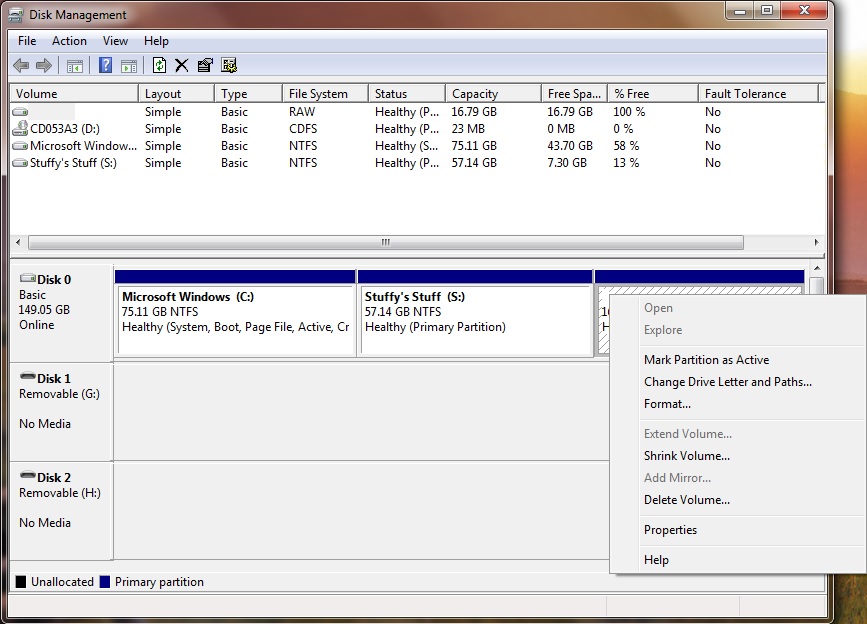 Disk Management
File Action View Help
Volume Layout Type File System Status Capacity Free Spa... % Free Fault Tolerance
Simple Basic RAW Healthy (P... 16.79 GB 16.79 GB 100 % No
CD053A3 (D:) Simple Basic CDFS Healthy (P... 23 MB 0 MB 0 % No
Microsoft Window... Simple Basic NTFS Healthy (S... 75.11 GB 43.70 GB 58 % No
Stuffy's Stuff (S:) Simple Basic NTFS Healthy (P... 57.14 GB 7.30 GB 13 % No
Disk 0
Basic
149.05 GB
Online
Microsoft Windows (C:)
75.11 GB NTFS
Healthy (System, Boot, Page File, Active, Cr
Stuffy's Stuff (S:)
57.14 GB NTFS
Healthy (Primary Partition)
Disk 1
Removable (G:)
No Media
Disk 2
Removable (H:)
No Media
Open
Explore
Mark Partition as Active
Change Drive Letter and Paths...
Format...
Extend Volume...
Shrink Volume...
Add Mirror...
Delete Volume...
Properties
Help
Unallocated Primary partition